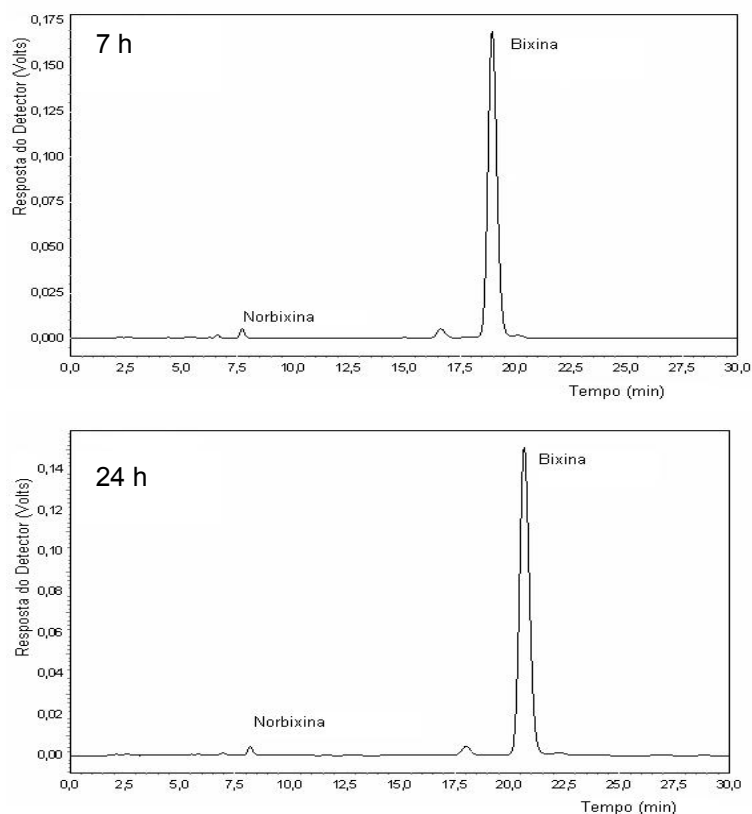 7 h
Bixina
Norbixina
Resposta do Detector (Volts)
0,175
0,150
0,125
0,100
0,075
0,050
0,025
0,000
0,0 2,5 5,0 7,5 10,0 12,5 15,0 17,5 20,0 22,5 25,0 27,5 30,0
Tempo (min)
24 h
Bixina
Norbixina
Resposta do Detector (Volts)
0,14
0,12
0,10
0,08
0,06
0,04
0,02
0,00
0,0 2,5 5,0 7,5 10,0 12,5 15,0 17,5 20,0 22,5 25,0 27,5 30,0
Tempo (min)